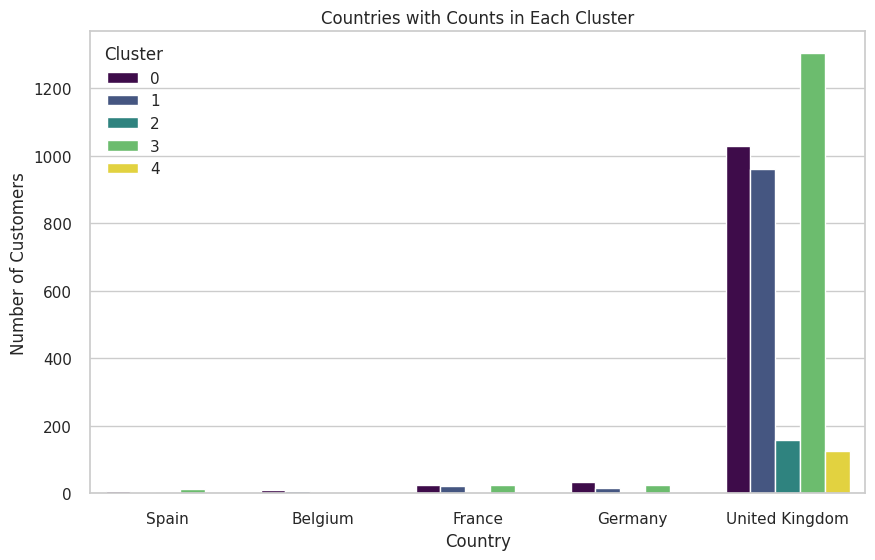 Countries with Counts in Each Cluster
Number of Customers
1200
1000
800
600
400
200
0
Cluster
0
1
2
3
4
Spain
Belgium
France
Germany
United Kingdom
Country